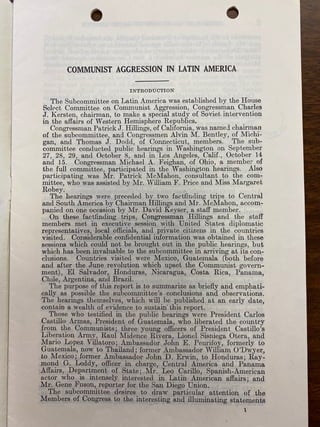 COMMUNIST AGGRESSION IN LATIN AMERICA
INTRODUCTION
The Subcommittee on Latin America was established by the House
Select Committee on Communist Aggression, Congressman Charles
J. Kersten, chairman, to make a special study of Soviet intervention
in the affairs of Western Hemisphere Republics.
Congressman Patrick J. Hillings, of California, was named chairman
of the subcommittee, and Congressmen Alvin M. Bentley, of Michi-
gan, and Thomas J. Dodd, of Connecticut, members. The sub-
committee conducted public hearings in Washington on September
27, 28, 29, and October 8, and in Los Angeles, Calif., October 14
and 15. Congressman Michael A. Feighan, of Ohio, a member of
the full committee, participated in the Washington hearings. Also
participating was Mr. Patrick McMahon, consultant to the com-
mittee, who was assisted by Mr. William F. Price and Miss Margaret
Robey.
The hearings were preceded by two factfinding trips to Central
and South America by Chairman Hillings and Mr. McMahon, accom-
panied on one occasion by Mr. David Keyser, a staff member.
On these factfinding trips, Congressman Hillings and the staff
members met in executive session, with United States diplomatic
representatives, local officials, and private citizens in the countries
visited. Considerable confidential information was obtained in those
sessions which could not be brought out in the public hearings, but
which has been invaluable to the subcommittee in arriving at its con-
clusions. Countries visited were Mexico, Guatemala (both before
and after the June revolution which upset the Communist govern-
ment), El Salvador, Honduras, Nicaragua, Costa Rica, Panama,
Chile, Argentina, and Brazil.
The purpose of this report is to summarize as briefly and emphati-
cally as possible the subcommittee's conclusions and observations.
The hearings themselves, which will be published at an early date,
contain a wealth of evidence to sustain this report.
Those who testified in the public hearings were President Carlos
Castillo Armas, President of Guatemala, who liberated the country
from the Communists; three young officers of President Castillo's
Liberation Army, Raul Midence Rivera, Lionel Sisniega Otera, and
Mario Lopez Villatoro; Ambassador John E. Peurifoy, formerly to
Guatemala, now to Thailand; former Ambassador William O'Dwyer,
to Mexico; former Ambassador John D. Erwin, to Honduras; Ray-
mond G. Leddy, officer in charge, Central America and Panama
Affairs, Department of State; Mr. Leo Carillo, Spanish-American
actor who is intensely interested in Latin American affairs; and
Mr. Gene Fuson, reporter for the San Diego Union.
The subcommittee desires to draw particular attention of the
Members of Congress to the interesting and illuminating statements
1